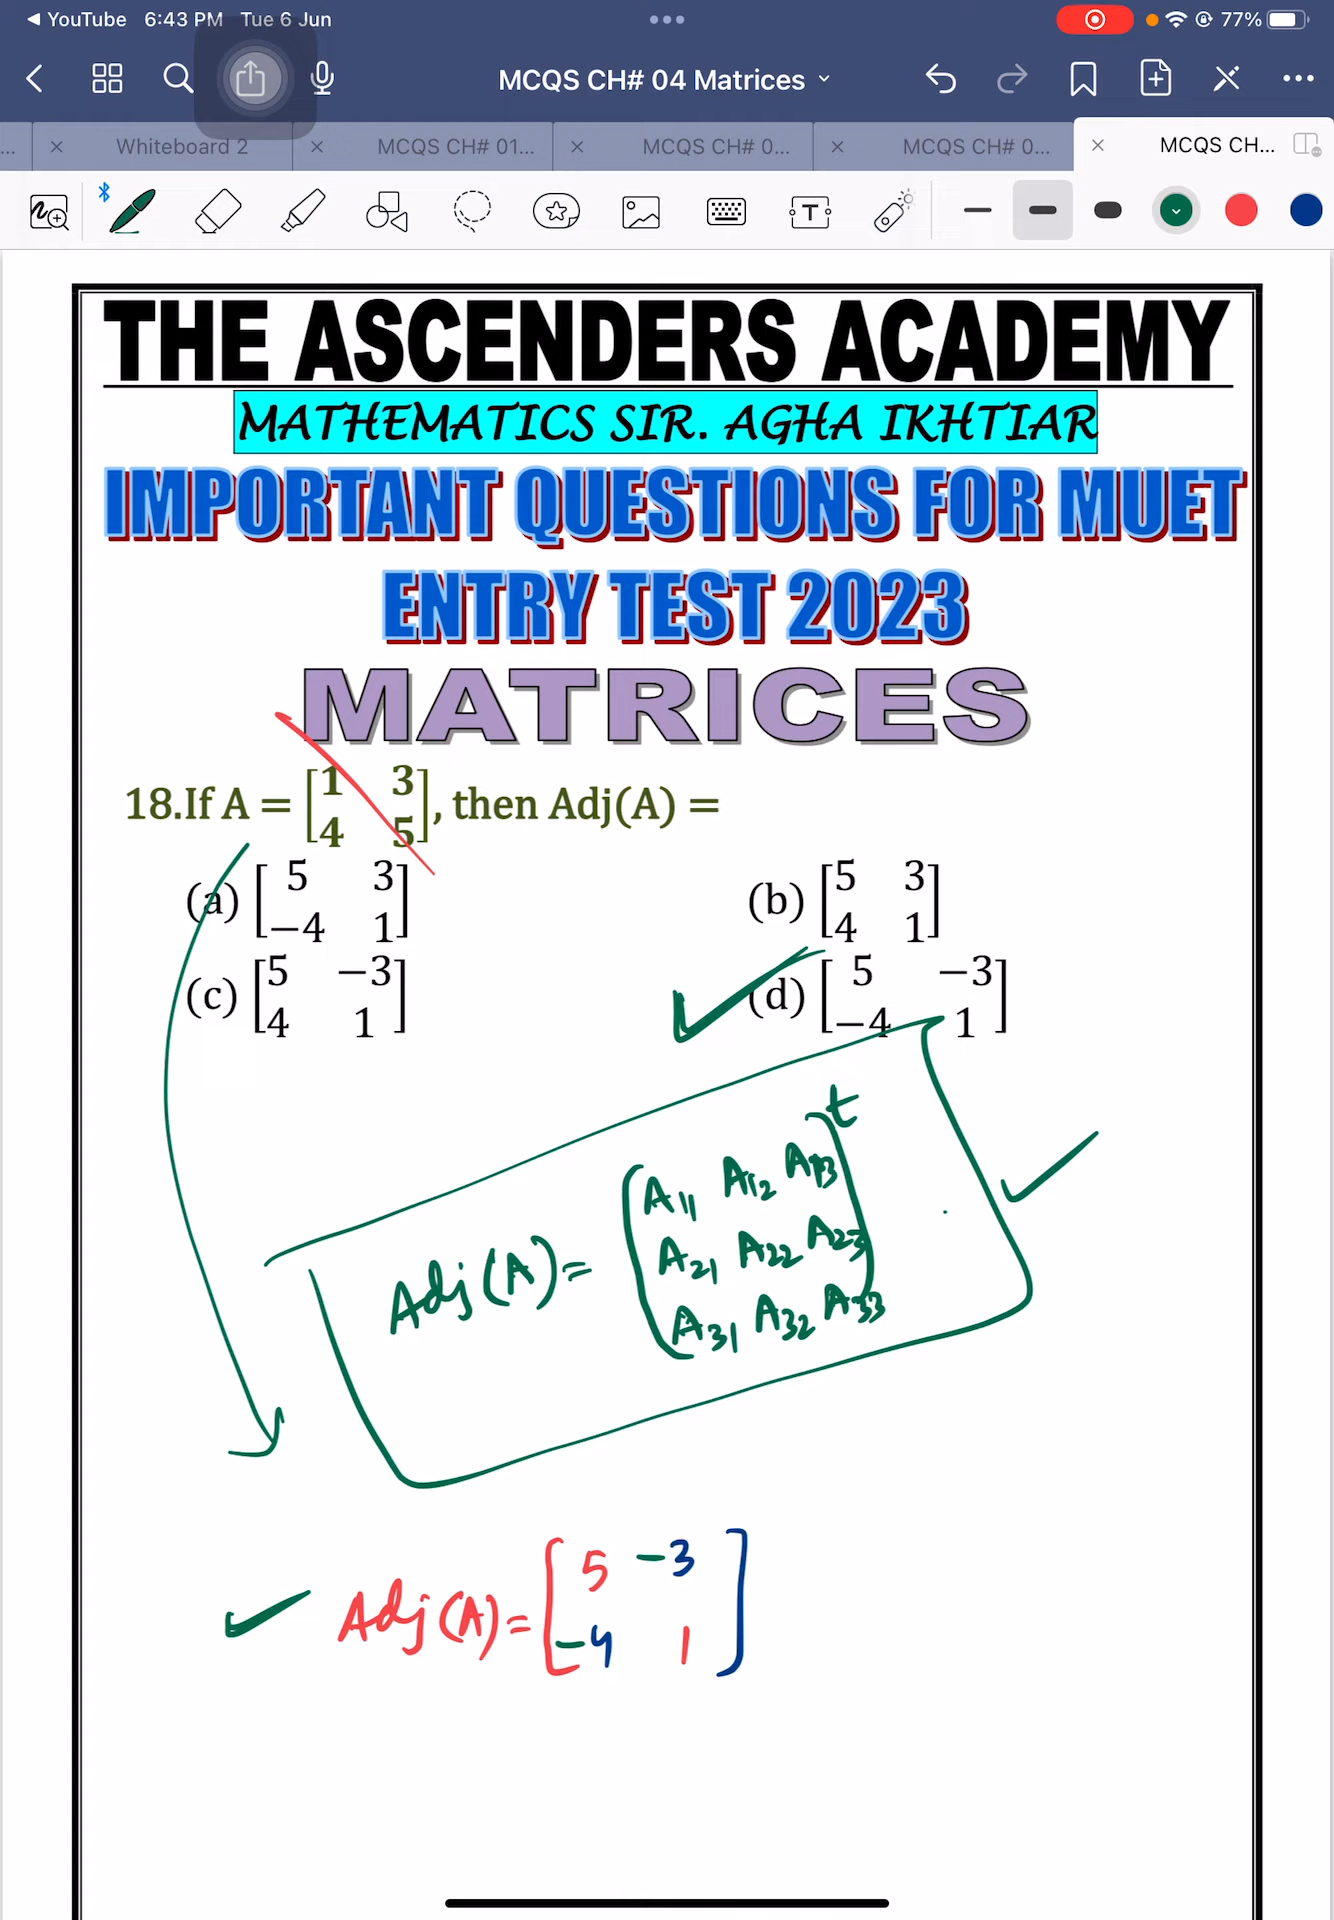 YouTube 6:43 PM Tue 6 Jun 77%
MCQS CH# 04 Matrices
... Whiteboard 2 MCQS CH# 01... MCQS CH# 0... MCQS CH# 0... MCQS CH...
T
THE ASCENDERS ACADEMY
MATHEMATICS SIR. AGHA IKHTIAR
IMPORTANT QUESTIONS FOR MUET
ENTRY TEST 2023
MATRICES
18.If A = [1 3
4 5], then Adj(A) =
(a) [5 3
-4 1]
(b) [5 3
4 1]
(c) [5 -3
4 1]
(d) [5 -3
-4 1]
Adj(A)= (A11 A12 A13
A21 A22 A23
A31 A32 A33)t
Adj(A)= [5 -3
-4 1]